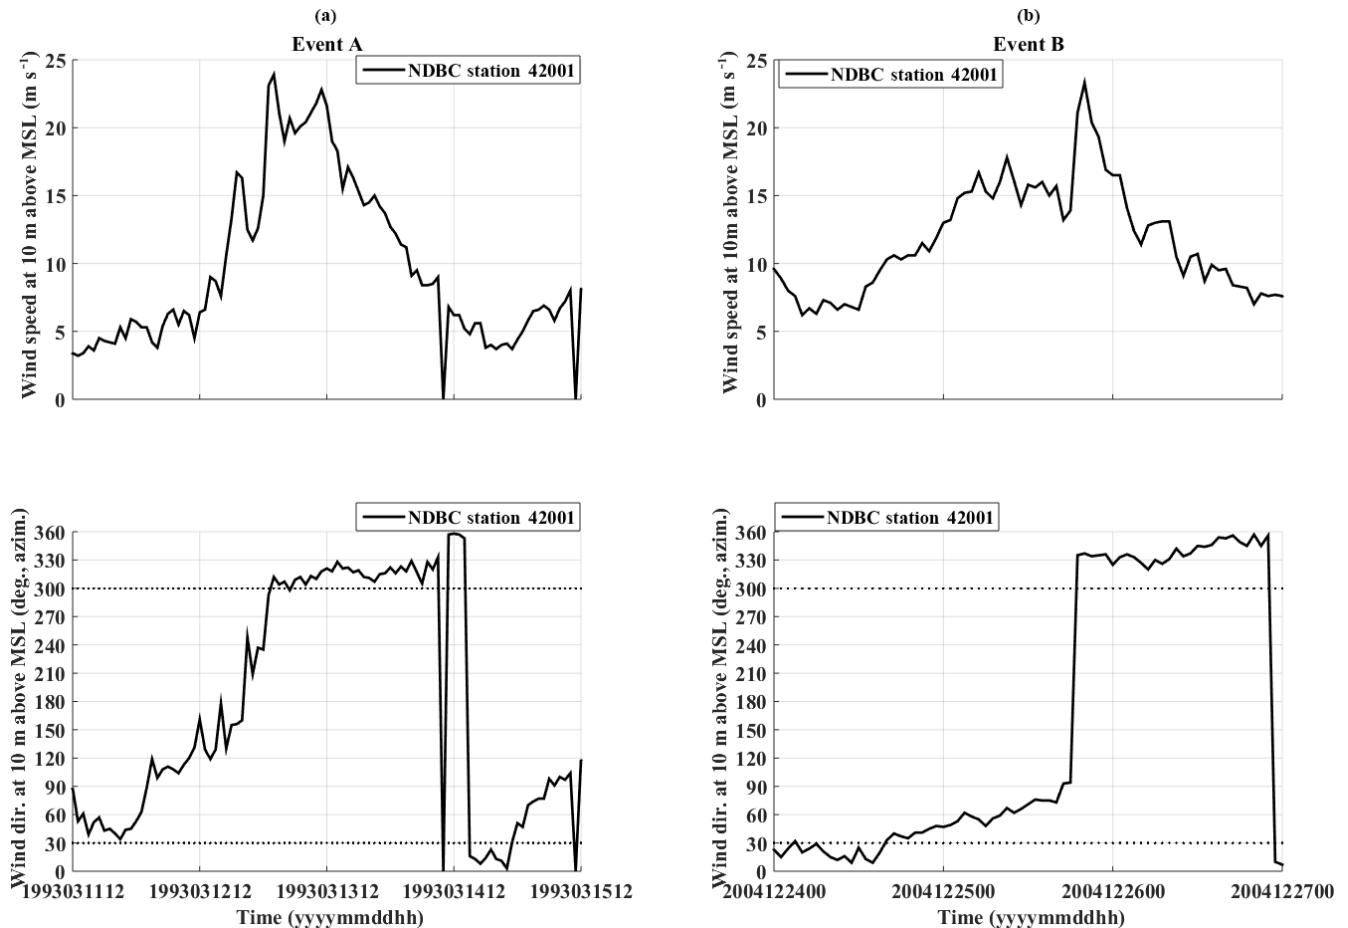 (a)
Event A
NDBC station 42001
Wind speed at 10 m above MSL (m s-1)
25
20
15
10
5
0
(b)
Event B
NDBC station 42001
Wind speed at 10m above MSL (m s-1)
25
20
15
10
5
0
NDBC station 42001
Wind dir. at 10 m above MSL (deg., azim.)
360
330
300
270
240
210
180
150
120
90
60
30
0
1993031112 1993031212 1993031312 1993031412 1993031512
Time (yyyymmddhh)
NDBC station 42001
Wind dir. at 10 m above MSL (deg., azim.)
360
330
300
270
240
210
180
150
120
90
60
30
0
2004122400 2004122500 2004122600 2004122700
Time (yyyymmddhh)